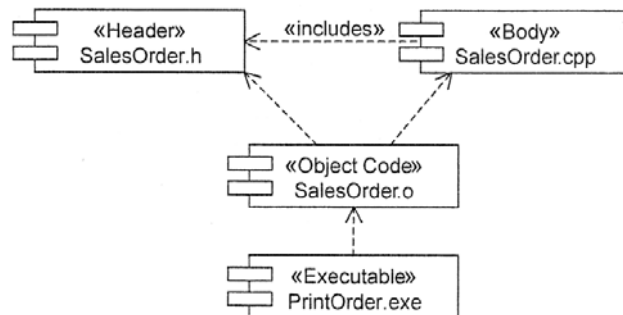 «Header»
SalesOrder.h
«includes»
«Body»
SalesOrder.cpp
«Object Code»
SalesOrder.o
«Executable»
PrintOrder.exe